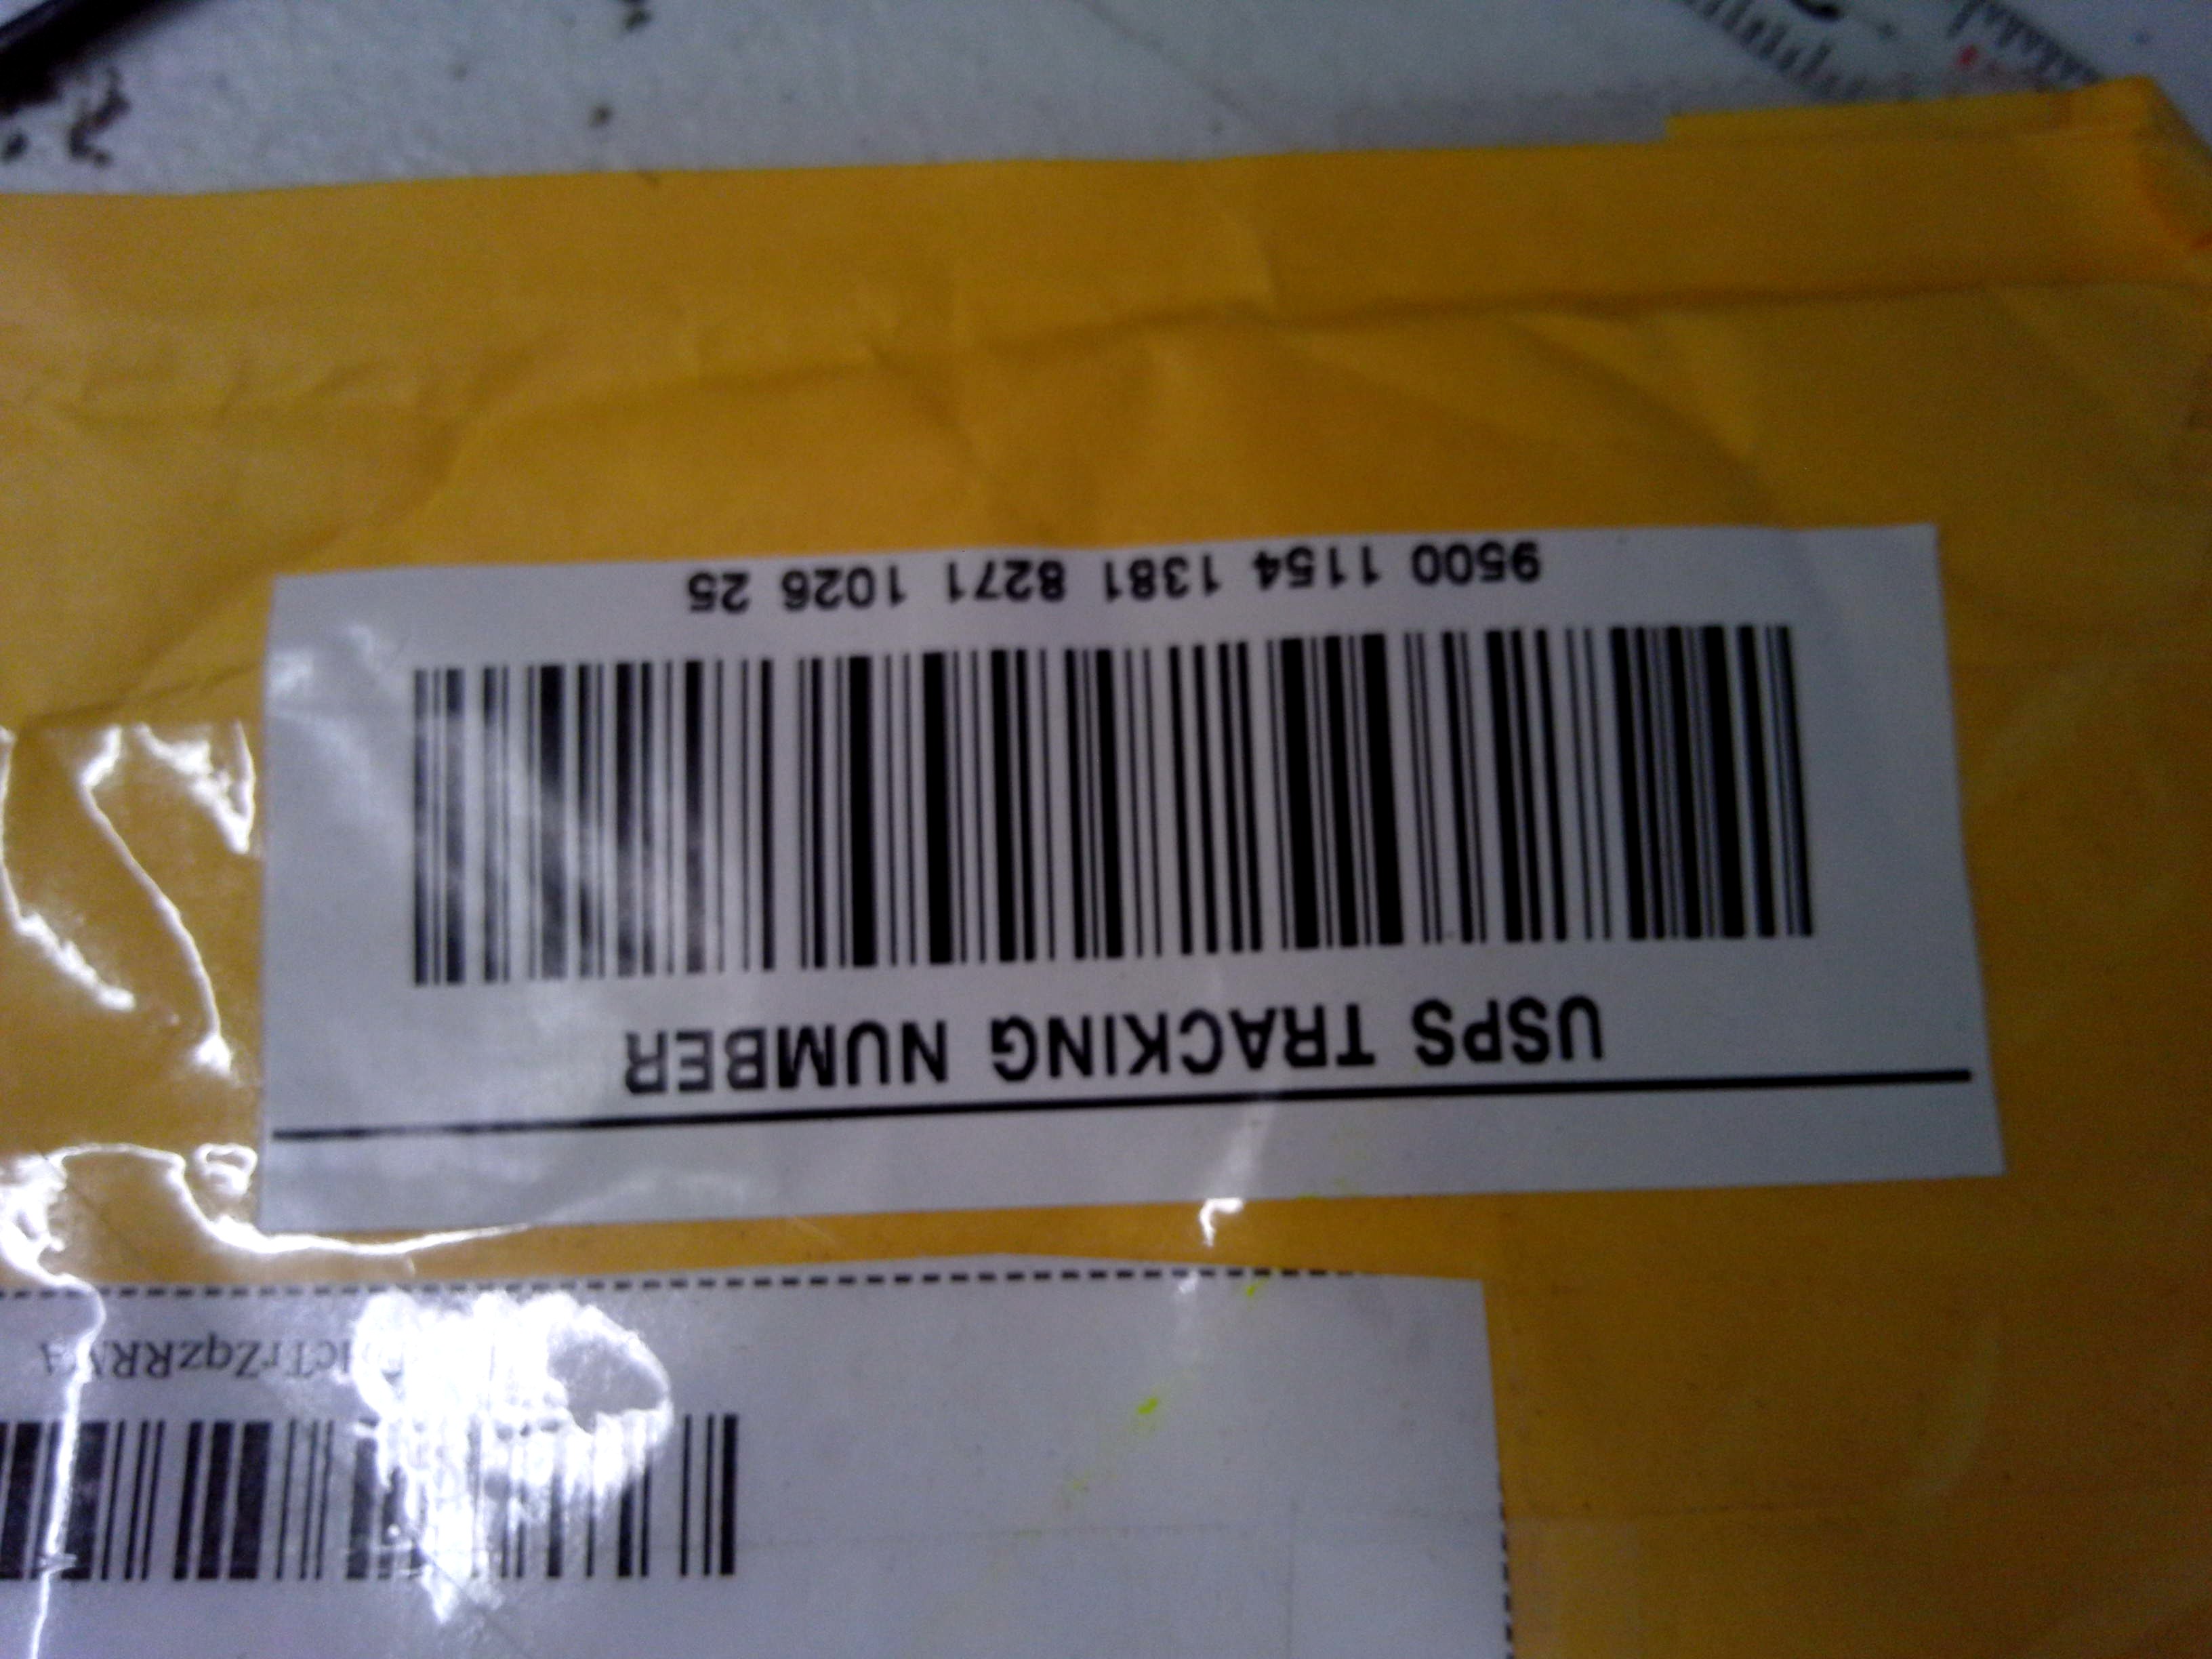 USPS TRACKING NUMBER
9500 1154 1381 8271 1026 25